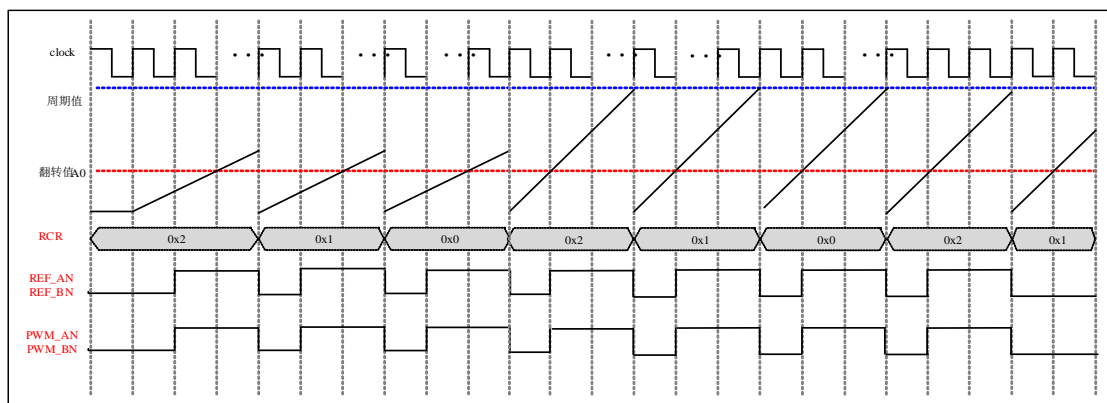 clock
周期值
翻转值A0
RCR 0x2 0x1 0x0 0x2 0x1 0x0 0x2 0x1
REF_AN
REF_BN
PWM_AN
PWM_BN